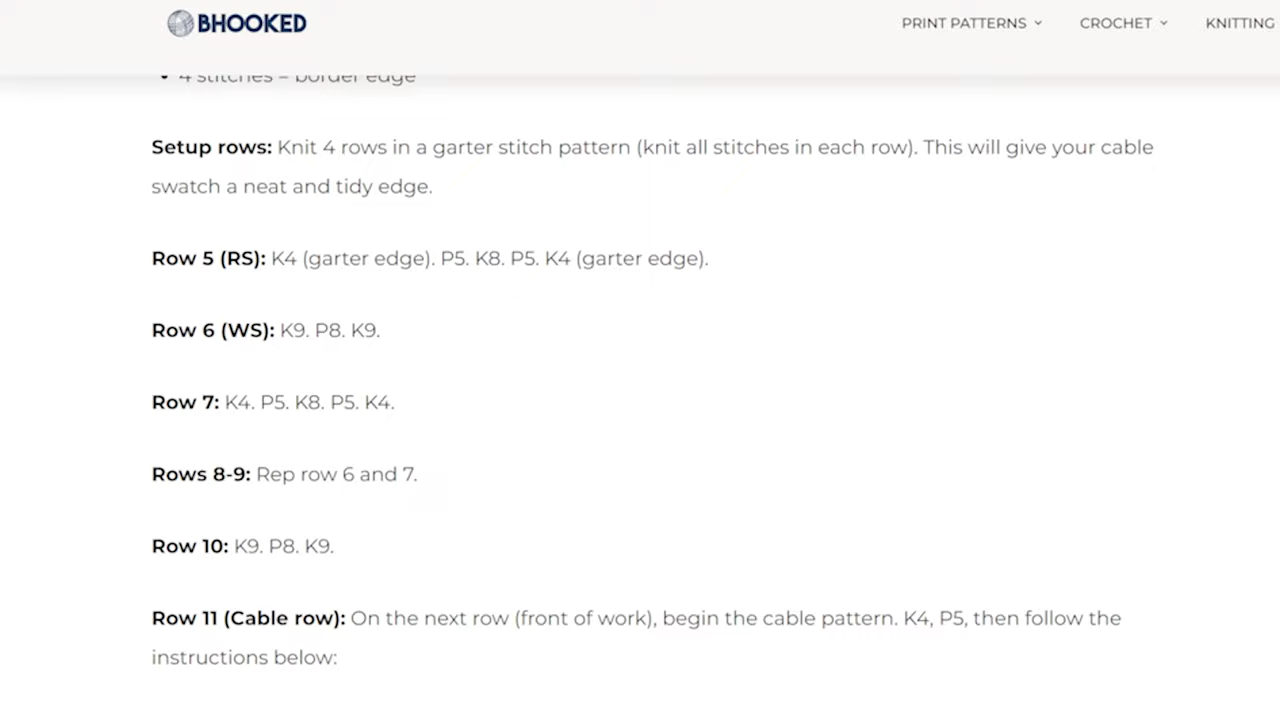 BHOOKED
PRINT PATTERNS CROCHET KNITTING
• 4 stitches – border edge
Setup rows: Knit 4 rows in a garter stitch pattern (knit all stitches in each row). This will give your cable
swatch a neat and tidy edge.
Row 5 (RS): K4 (garter edge). P5. K8. P5. K4 (garter edge).
Row 6 (WS): K9. P8. K9.
Row 7: K4. P5. K8. P5. K4.
Rows 8-9: Rep row 6 and 7.
Row 10: K9. P8. K9.
Row 11 (Cable row): On the next row (front of work), begin the cable pattern. K4, P5, then follow the
instructions below: